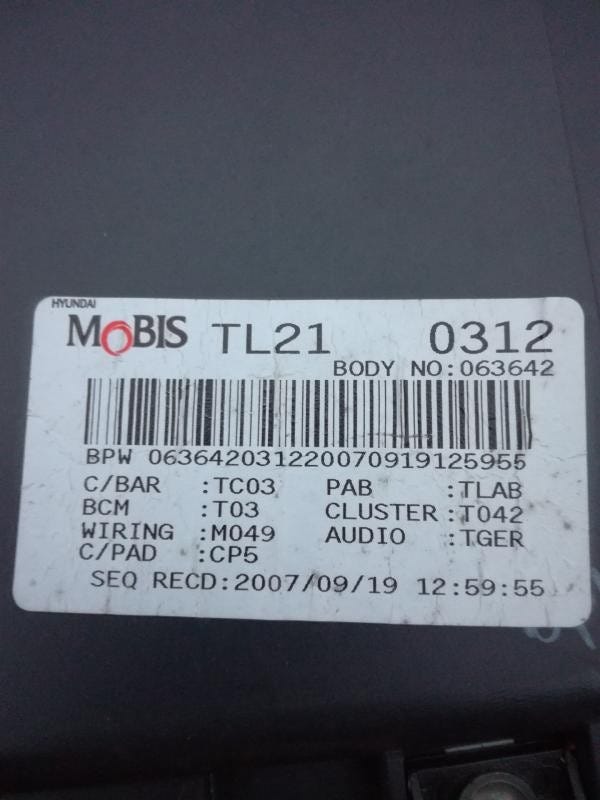 HYUNDAI
MOBIS TL21 0312
BODY NO:063642
BPW 063642031220070919125955
C/BAR :TC03 PAB :TLAB
BCM :T03 CLUSTER:T042
WIRING :M049 AUDIO :TGER
C/PAD :CP5
SEQ RECD:2007/09/19 12:59:55